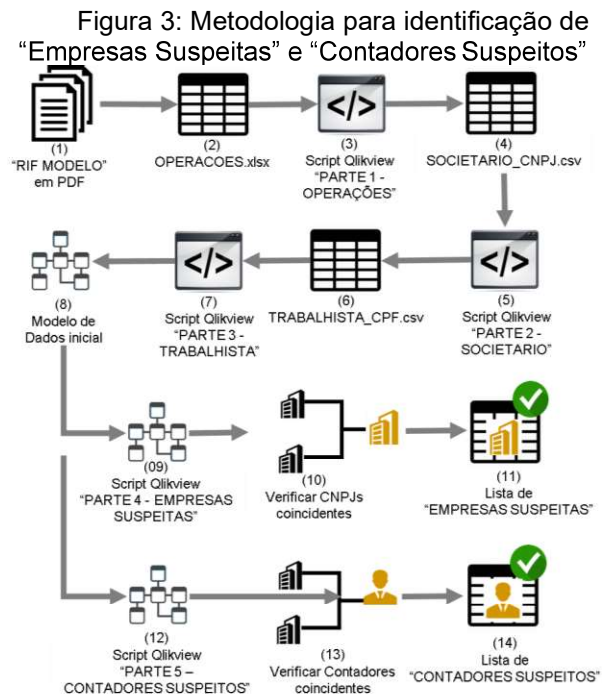 Figura 3: Metodologia para identificação de
“Empresas Suspeitas” e “Contadores Suspeitos”
</>
(1)
“RIF MODELO”
em PDF
(2)
OPERACOES.xlsx
(3)
Script Qlikview
“PARTE 1 -
OPERAÇÕES”
(4)
SOCIETARIO_CNPJ.csv
</>
</>
(8)
Modelo de
Dados inicial
(7)
Script Qlikview
“PARTE 3 -
TRABALHISTA”
(6)
TRABALHISTA_CPF.csv
(5)
Script Qlikview
“PARTE 2 -
SOCIETARIO”
(09)
Script Qlikview
“PARTE 4 - EMPRESAS
SUSPEITAS”
(10)
Verificar CNPJs
coincidentes
(11)
Lista de
“EMPRESAS SUSPEITAS”
(12)
Script Qlikview
“PARTE 5 –
CONTADORES SUSPEITOS”
(13)
Verificar Contadores
coincidentes
(14)
Lista de
“CONTADORES SUSPEITOS”